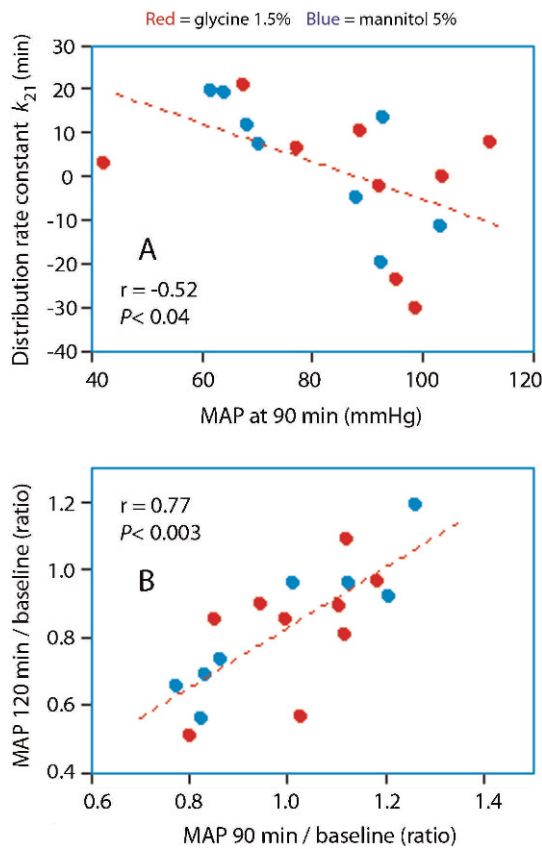 Red = glycine 1.5% Blue = mannitol 5%
Distribution rate constant k21 (min)
30
20
10
0
-10
-20
-30
-40
A
r = -0.52
P< 0.04
40 60 80 100 120
MAP at 90 min (mmHg)
MAP 120 min / baseline (ratio)
1.2
1.0
0.8
0.6
0.4
r = 0.77
P< 0.003
B
0.6 0.8 1.0 1.2 1.4
MAP 90 min / baseline (ratio)